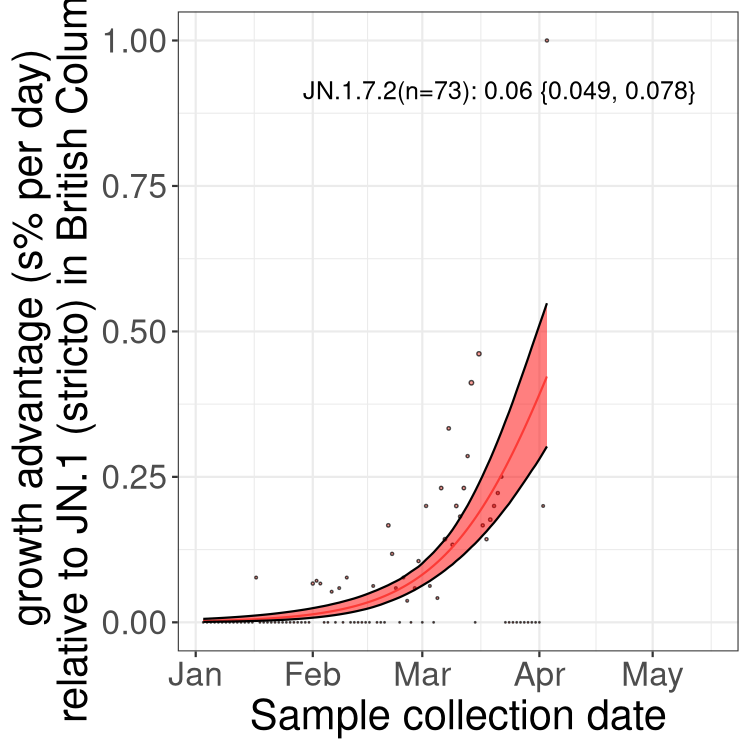 growth advantage (s% per day)
relative to JN.1 (stricto) in British Colum
1.00
0.75
0.50
0.25
0.00
JN.1.7.2(n=73): 0.06 {0.049, 0.078}
Jan Feb Mar Apr May
Sample collection date